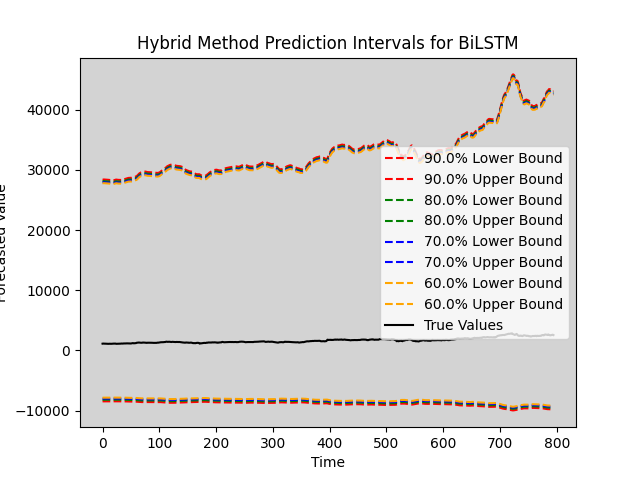 Hybrid Method Prediction Intervals for BiLSTM
Forecasted Value
40000
30000
20000
10000
0
−10000
90.0% Lower Bound
90.0% Upper Bound
80.0% Lower Bound
80.0% Upper Bound
70.0% Lower Bound
70.0% Upper Bound
60.0% Lower Bound
60.0% Upper Bound
True Values
0 100 200 300 400 500 600 700 800
Time